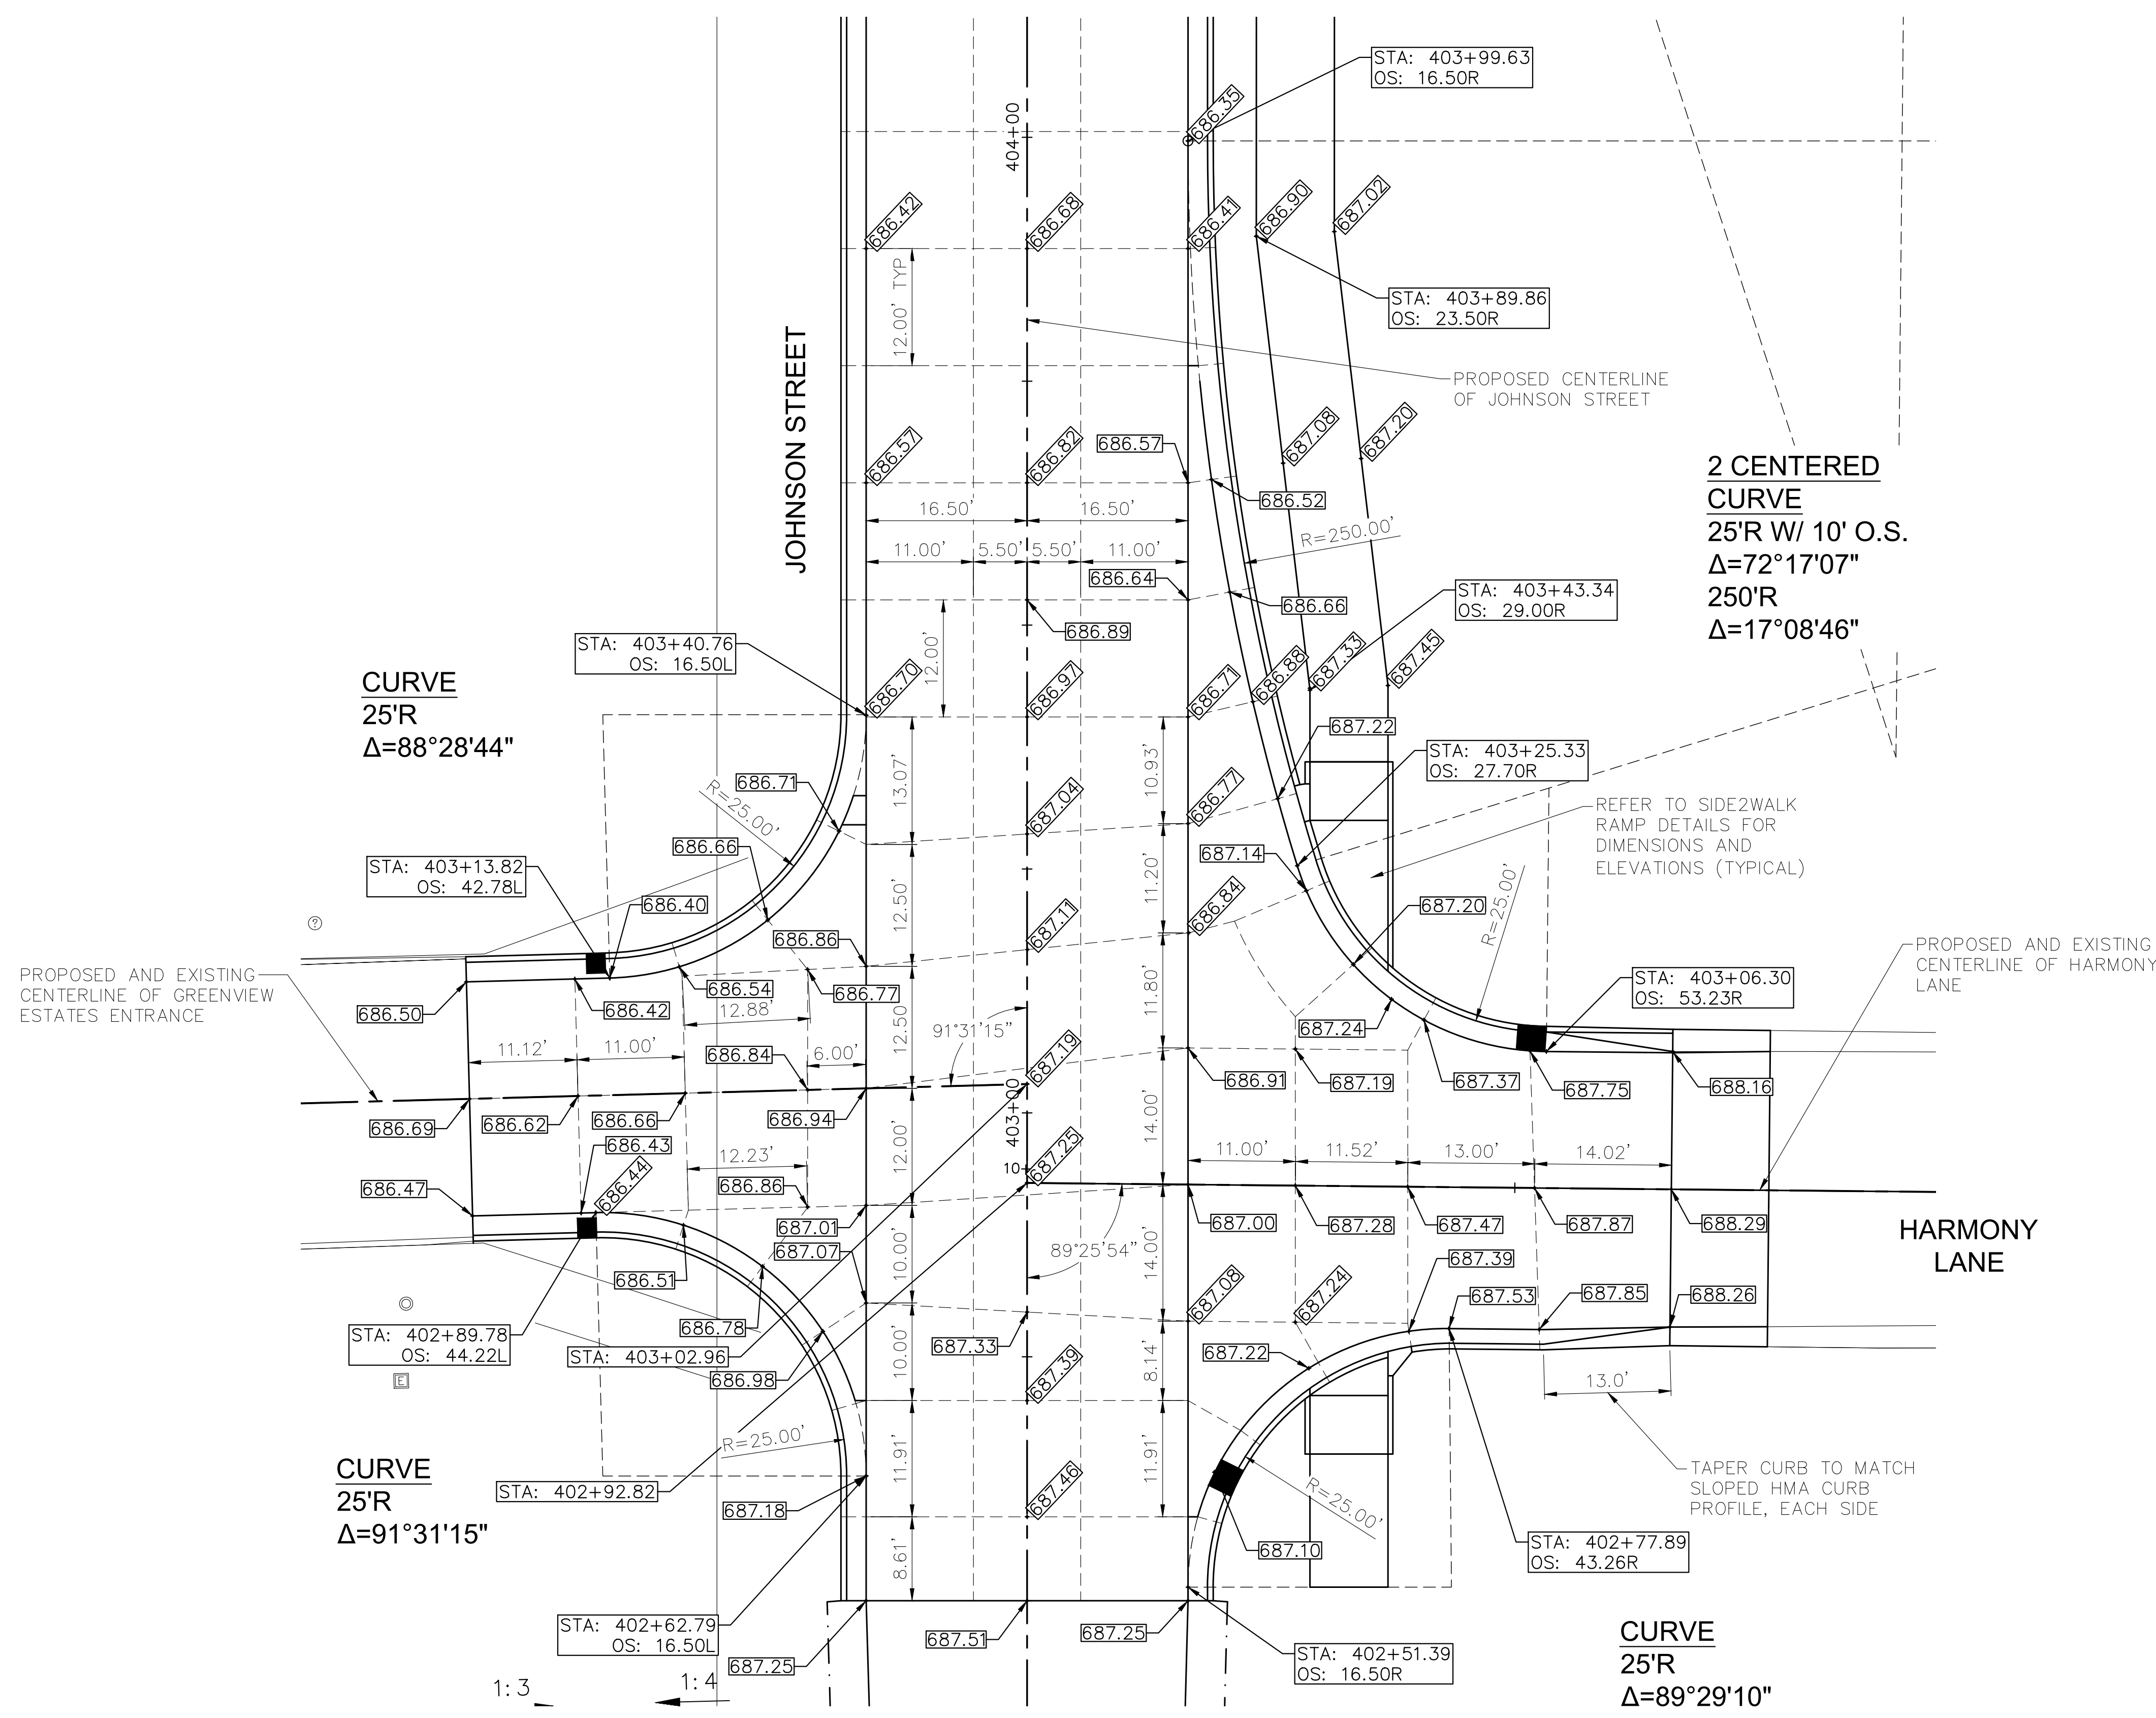 STA: 403+99.63
OS: 16.50R
686.35
404+00
686.42
686.68
686.41
686.90
687.02
12.00' TYP
STA: 403+89.86
OS: 23.50R
JOHNSON STREET
PROPOSED CENTERLINE
OF JOHNSON STREET
686.57
686.82
686.57
687.08
687.20
686.52
2 CENTERED
CURVE
25'R W/ 10' O.S.
Δ=72°17'07"
250'R
Δ=17°08'46"
16.50'
16.50'
R=250.00'
11.00'
5.50'
5.50'
11.00'
686.64
686.66
686.89
STA: 403+43.34
OS: 29.00R
STA: 403+40.76
OS: 16.50L
12.00'
CURVE
25'R
Δ=88°28'44"
686.70
686.97
686.71
686.88
687.33
687.45
687.22
STA: 403+25.33
OS: 27.70R
686.71
R=25.00'
13.07'
687.04
10.93'
686.77
REFER TO SIDE2WALK
RAMP DETAILS FOR
DIMENSIONS AND
ELEVATIONS (TYPICAL)
686.66
STA: 403+13.82
OS: 42.78L
686.40
12.50'
687.11
11.20'
686.84
687.14
687.20
R=25.00'
?
686.86
PROPOSED AND EXISTING
CENTERLINE OF GREENVIEW
ESTATES ENTRANCE
686.50
686.42
686.54
686.77
12.88'
12.50'
91°31'15"
11.80'
687.24
STA: 403+06.30
OS: 53.23R
PROPOSED AND EXISTING
CENTERLINE OF HARMONY
LANE
11.12'
11.00'
686.84
6.00'
687.19
686.91
687.19
687.37
687.75
688.16
686.69
686.62
686.66
686.94
403+00
14.00'
686.43
12.23'
12.00'
687.25
10
11.00'
11.52'
13.00'
14.02'
686.47
686.44
686.86
687.01
687.00
687.28
687.47
687.87
688.29
HARMONY
LANE
687.07
89°25'54"
687.39
686.51
10.00'
14.00'
687.08
687.24
687.53
687.85
688.26
686.78
STA: 402+89.78
OS: 44.22L
STA: 403+02.96
687.33
687.22
E
686.98
10.00'
687.39
8.14'
13.0'
R=25.00'
CURVE
25'R
Δ=91°31'15"
STA: 402+92.82
11.91'
687.46
11.91'
R=25.00'
TAPER CURB TO MATCH
SLOPED HMA CURB
PROFILE, EACH SIDE
687.18
687.10
STA: 402+77.89
OS: 43.26R
8.61'
STA: 402+62.79
OS: 16.50L
687.51
687.25
687.25
STA: 402+51.39
OS: 16.50R
CURVE
25'R
Δ=89°29'10"
1:3
1:4